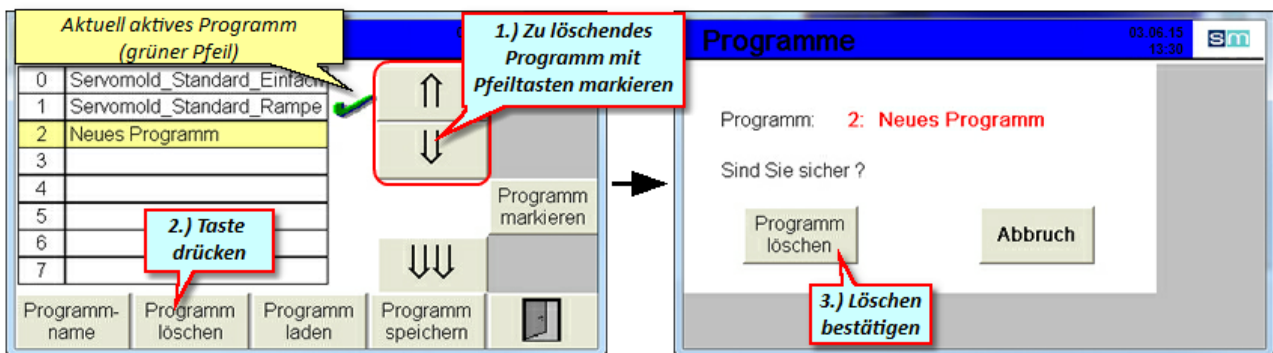 Aktuell aktives Programm
(grüner Pfeil)
1.) Zu löschendes
Programm mit
Pfeiltasten markieren
0 Servomold_Standard_Einfach
1 Servomold_Standard_Rampe
2 Neues Programm
3
4
5
6
7
⇑
⇓
Programm
markieren
2.) Taste
drücken
⇓⇓
Programm-
name
Programm
löschen
Programm
laden
Programm
speichern
Programme
03.06.15
13:30
sm
Programm: 2: Neues Programm
Sind Sie sicher ?
Programm
löschen
Abbruch
3.) Löschen
bestätigen